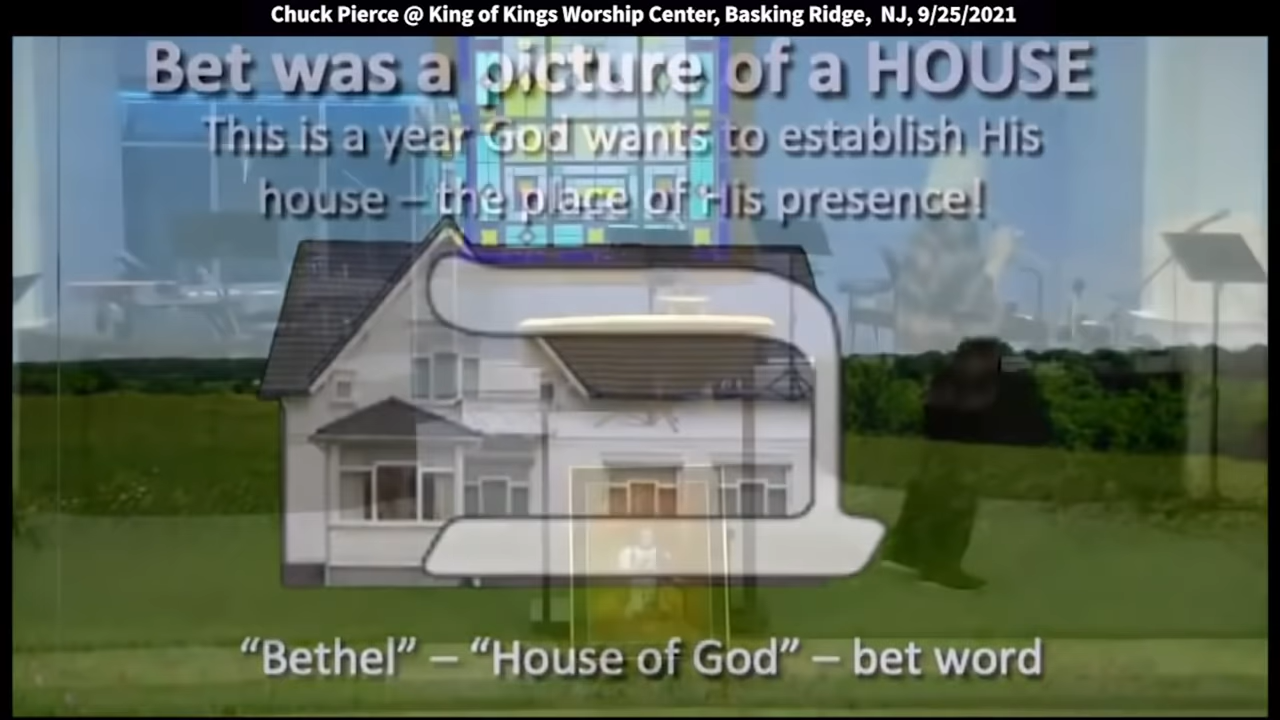 Chuck Pierce @ King of Kings Worship Center, Basking Ridge, NJ, 9/25/2021
Bet was a picture of a HOUSE
This is a year God wants to establish His
house – the place of His presence!
ב
“Bethel” – “House of God” – bet word